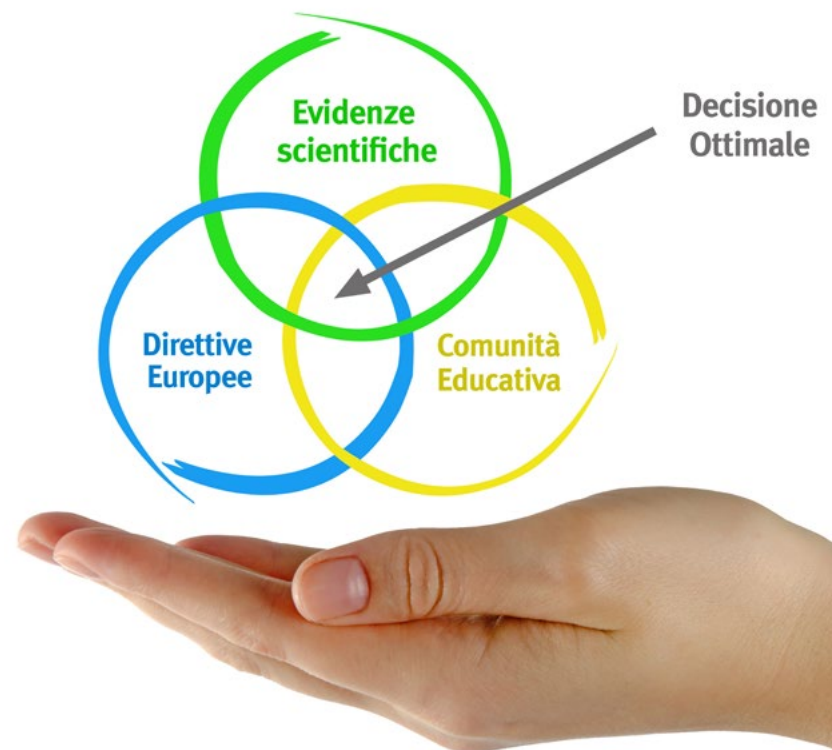 Evidenze
scientifiche
Decisione
Ottimale
Direttive
Europee
Comunità
Educativa